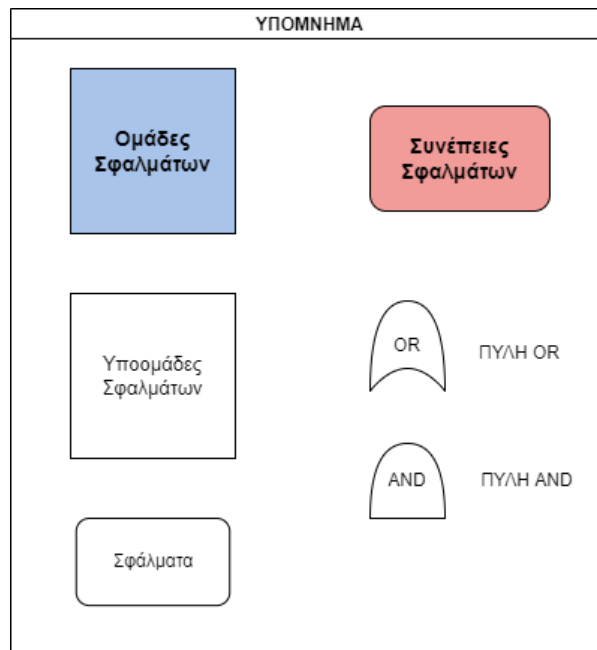 ΥΠΟΜΝΗΜΑ
Ομάδες
Σφαλμάτων
Συνέπειες
Σφαλμάτων
Υποομάδες
Σφαλμάτων
OR
ΠΥΛΗ OR
AND
ΠΥΛΗ AND
Σφάλματα